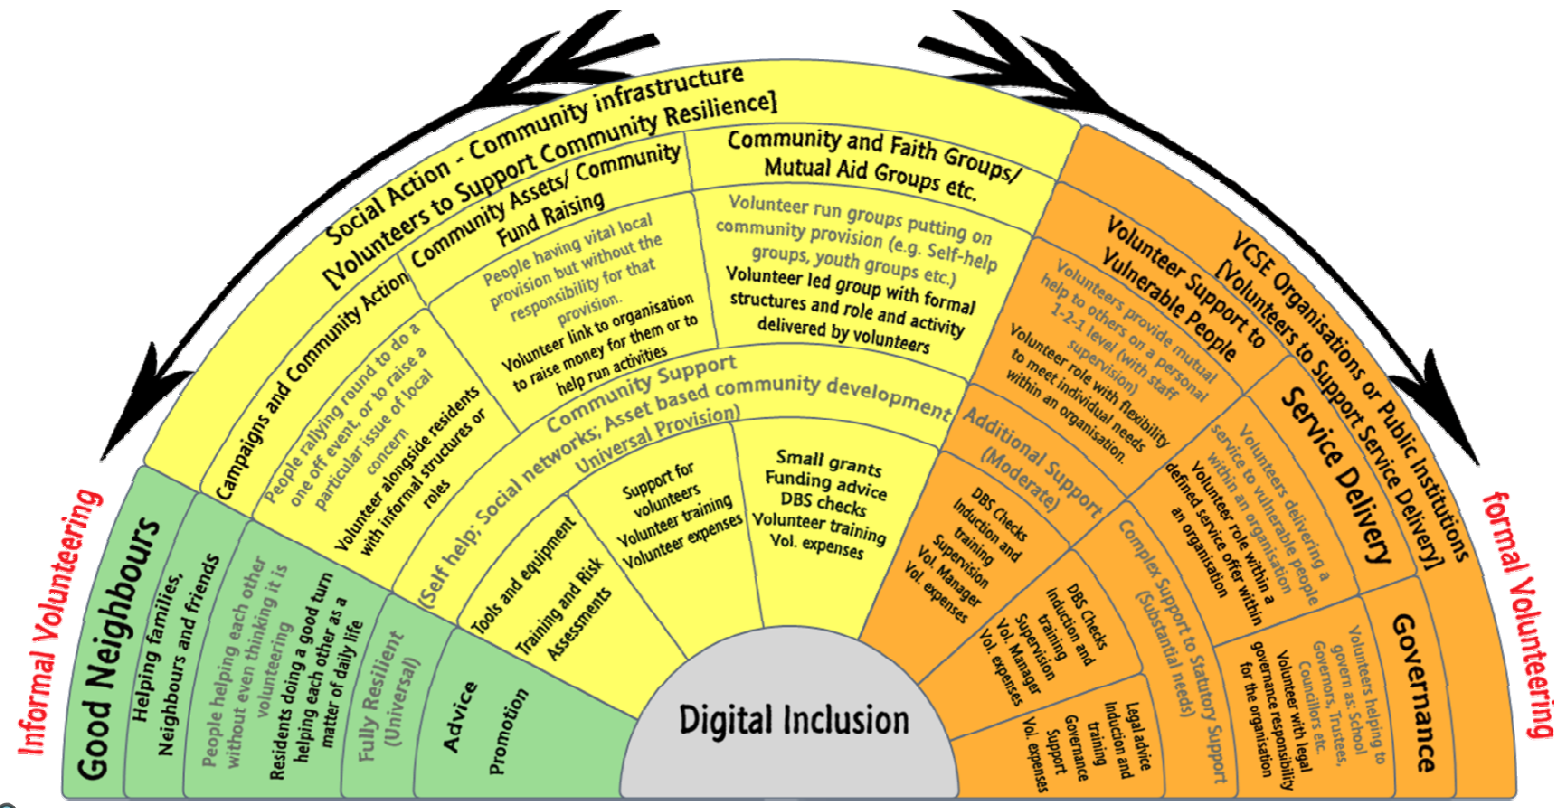 Informal Volunteering
Good Neighbours
Helping families,
Neighbours and friends
People helping each other
without even thinking it is
volunteering
Residents doing a good turn
helping each other as a
matter of daily life
Fully Resilient
(Universal)
Advice
Promotion
Social Action - Community infrastructure
[Volunteers to Support Community Resilience]
Campaigns and Community Action
People rallying round to do a
one off event, or to raise a
particular issue of local
concern
Volunteer alongside residents
with informal structures or
roles
Community Assets/ Community
Fund Raising
People having vital local
provision but without the
responsibility for that
provision.
Volunteer link to organisation
to raise money for them or to
help run activities
Community and Faith Groups/
Mutual Aid Groups etc.
Volunteer run groups putting on
community provision (e.g. Self-help
groups, youth groups etc.)
Volunteer led group with formal
structures and role and activity
delivered by volunteers
Community Support
(Self help; Social networks; Asset based community development
Universal Provision)
Tools and equipment
Training and Risk
Assessments
Support for
volunteers
Volunteer training
Volunteer expenses
Small grants
Funding advice
DBS checks
Volunteer training
Vol. expenses
VCSE Organisations or Public Institutions
[Volunteers to Support Service Delivery]
Volunteer Support to
Vulnerable People
Volunteers provide mutual
help to others on a personal
1-2-1 level (with staff
supervision)
Volunteer role with flexibility
to meet individual needs
within an organisation.
Additional Support
(Moderate)
DBS Checks
Induction and
training
Supervision
Vol. Manager
Vol. expenses
Service Delivery
Volunteers delivering a
service to vulnerable people
within an organisation
Volunteer role within a
defined service offer within
an organisation
Complex Support to Statutory Support
(Substantial needs)
DBS Checks
Induction and
training
Supervision
Vol. Manager
Vol. expenses
Governance
Volunteers helping to
govern as: School
Governors, Trustees,
Councillors etc.
Volunteer with legal
governance responsibility
for the organisation
Legal advice
Induction and
training
Governance
Support
Vol. expenses
formal Volunteering
Digital Inclusion